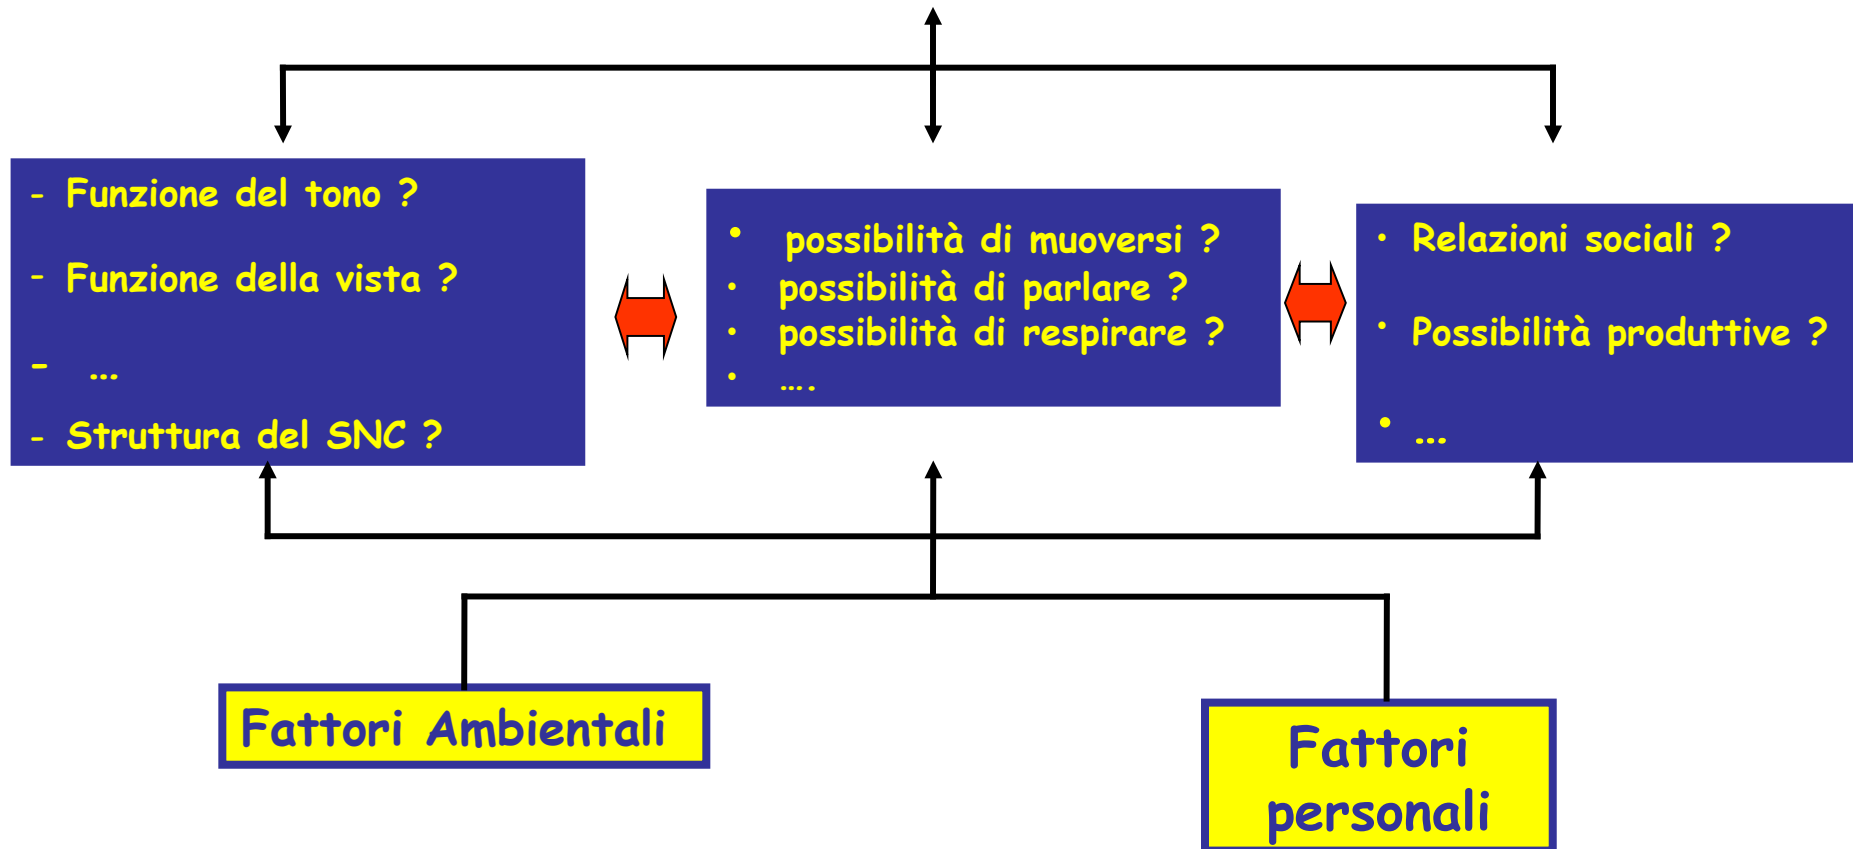 - Funzione del tono ?
- Funzione della vista ?
- …
- Struttura del SNC ?
• possibilità di muoversi ?
• possibilità di parlare ?
• possibilità di respirare ?
• ….
• Relazioni sociali ?
• Possibilità produttive ?
• …
Fattori Ambientali
Fattori
personali